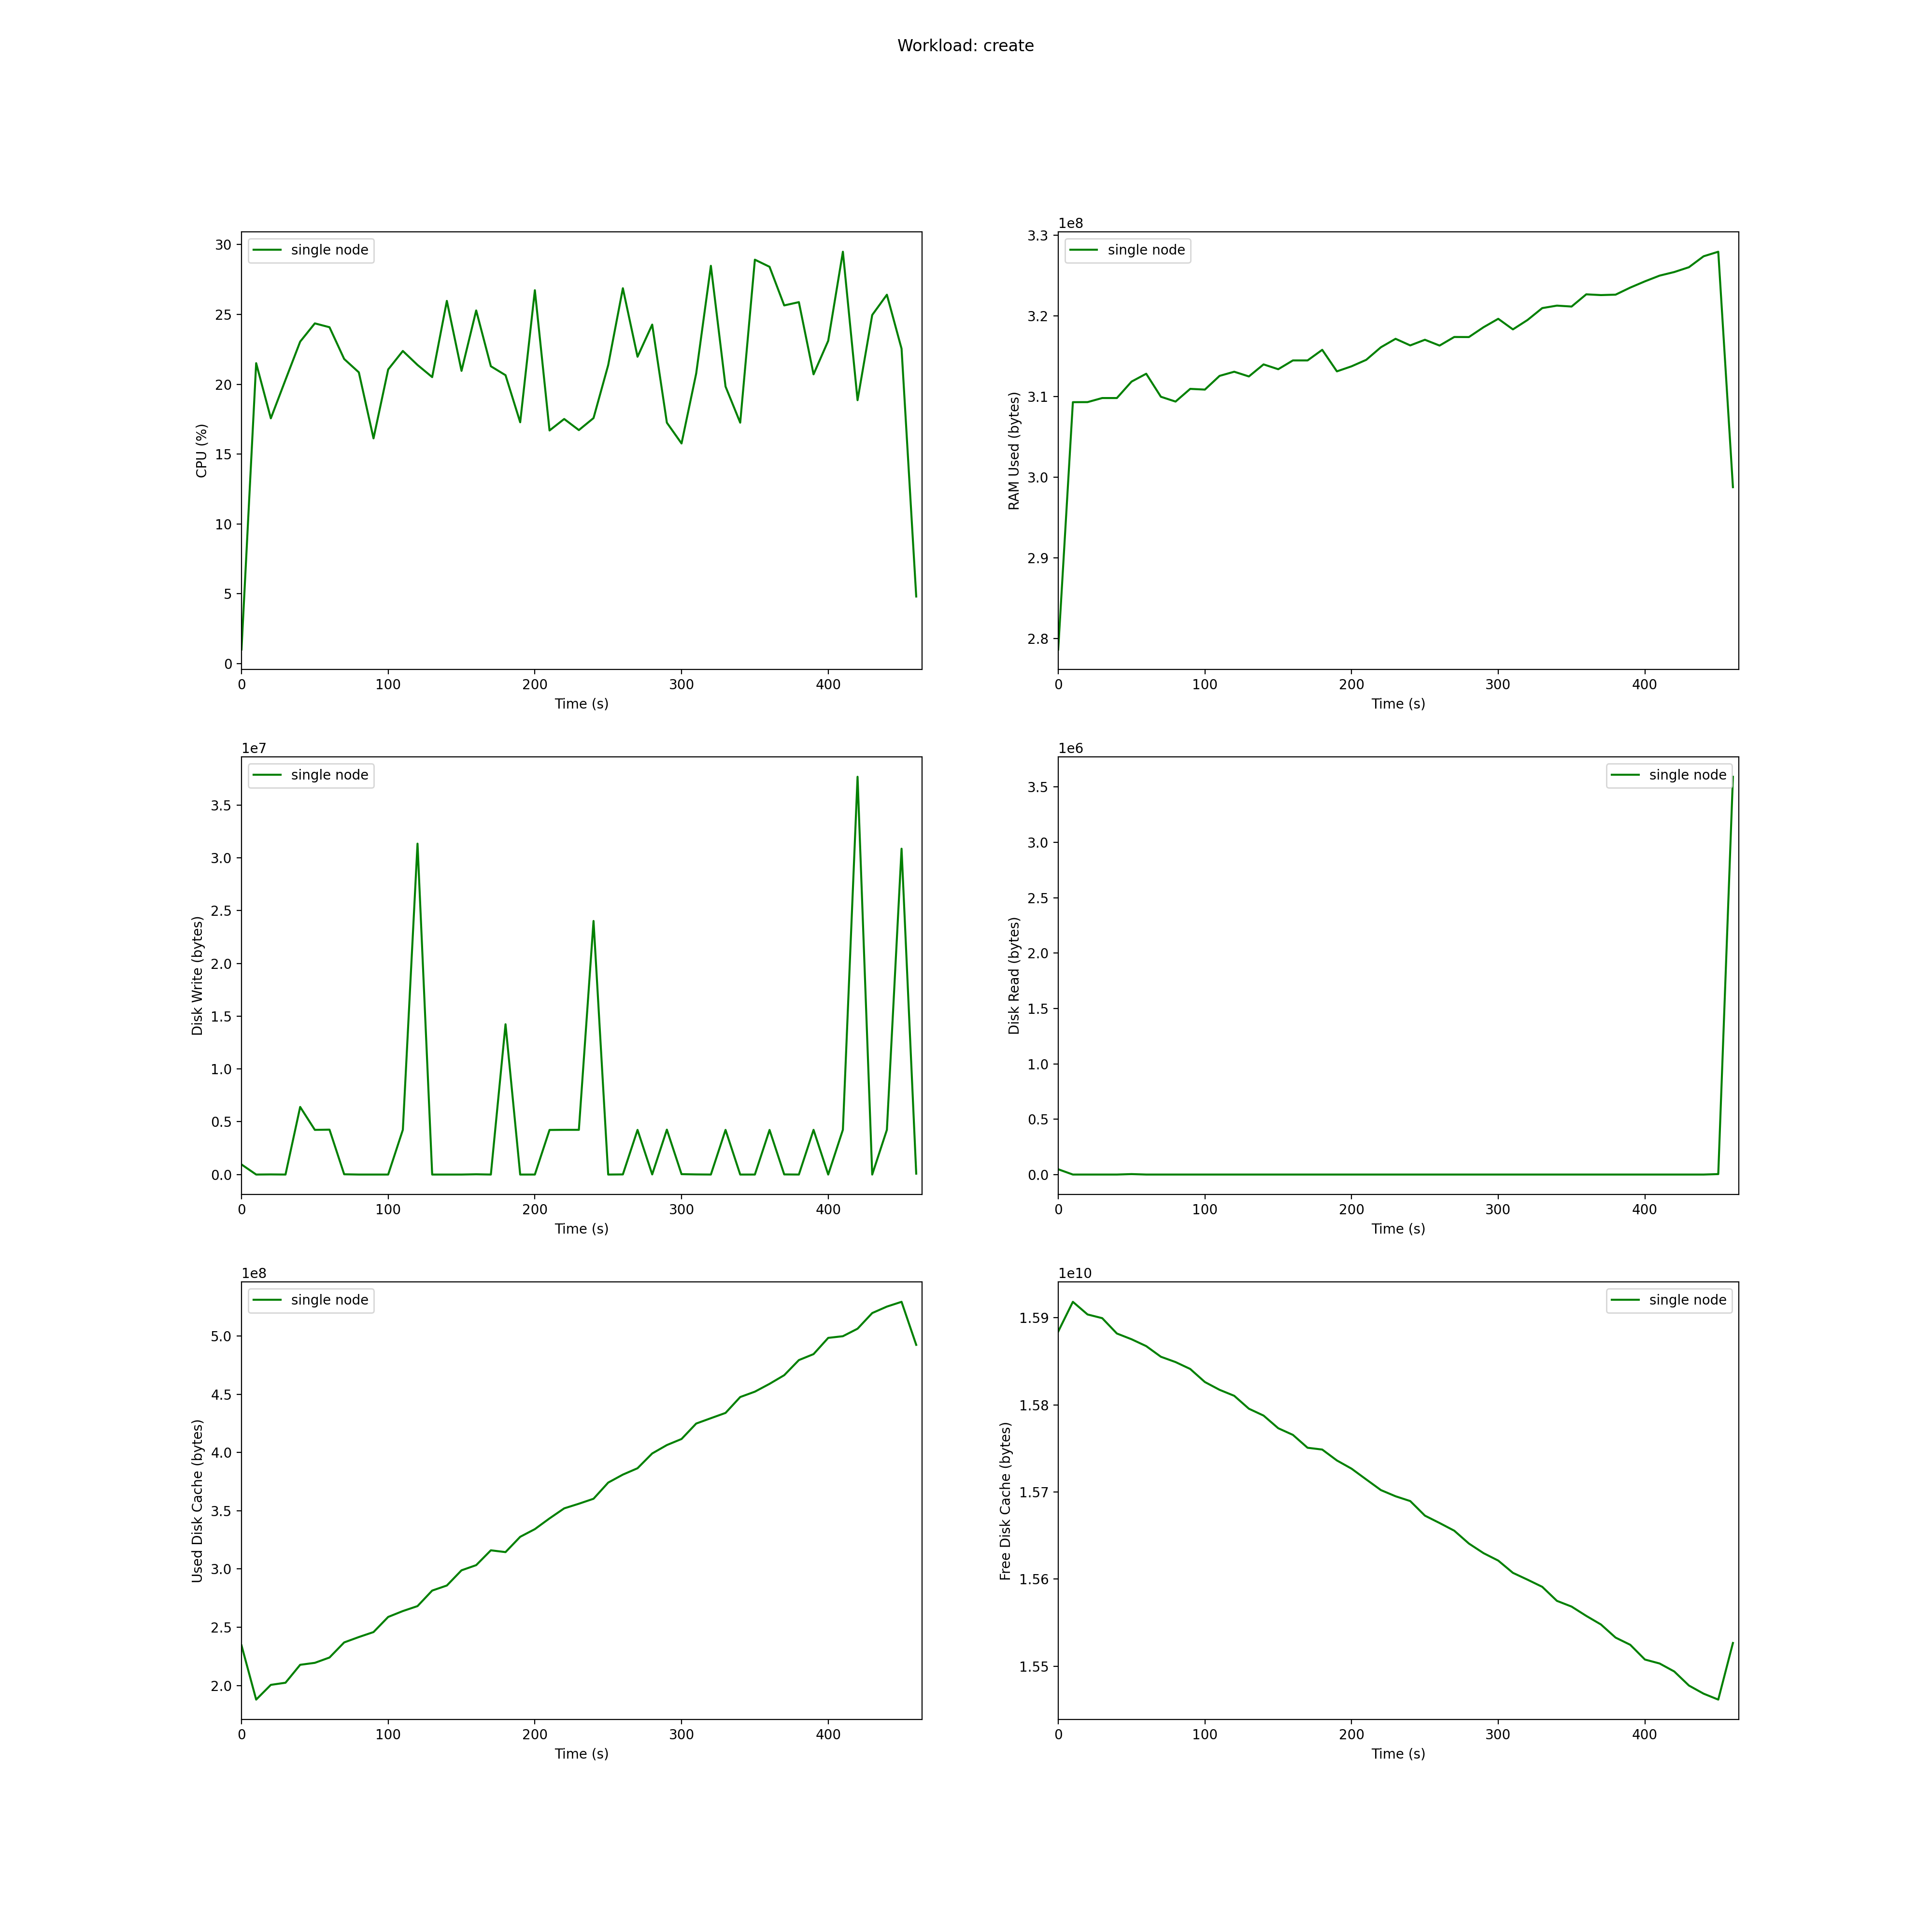 Workload: create
single node
30
25
20
15
10
5
0
CPU (%)
0 100 200 300 400
Time (s)
1e8
single node
3.3
3.2
3.1
3.0
2.9
2.8
RAM Used (bytes)
0 100 200 300 400
Time (s)
1e7
single node
3.5
3.0
2.5
2.0
1.5
1.0
0.5
0.0
Disk Write (bytes)
0 100 200 300 400
Time (s)
1e6
single node
3.5
3.0
2.5
2.0
1.5
1.0
0.5
0.0
Disk Read (bytes)
0 100 200 300 400
Time (s)
1e8
single node
5.0
4.5
4.0
3.5
3.0
2.5
2.0
Used Disk Cache (bytes)
0 100 200 300 400
Time (s)
1e10
single node
1.59
1.58
1.57
1.56
1.55
Free Disk Cache (bytes)
0 100 200 300 400
Time (s)